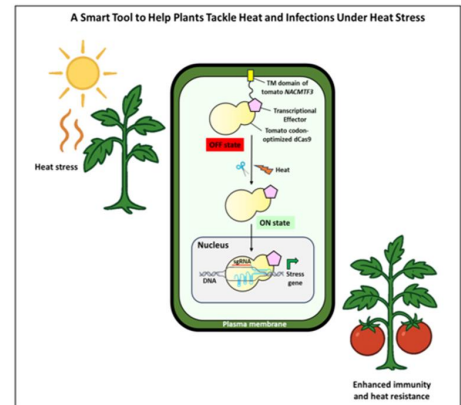 A Smart Tool to Help Plants Tackle Heat and Infections Under Heat Stress
TM domain of
tomato NACMTF3
Transcriptional
Effector
Tomato codon-
optimized dCas9
OFF state
Heat stress
Heat
ON state
Nucleus
sgRNA
DNA
Stress
gene
Plasma membrane
Enhanced immunity
and heat resistance